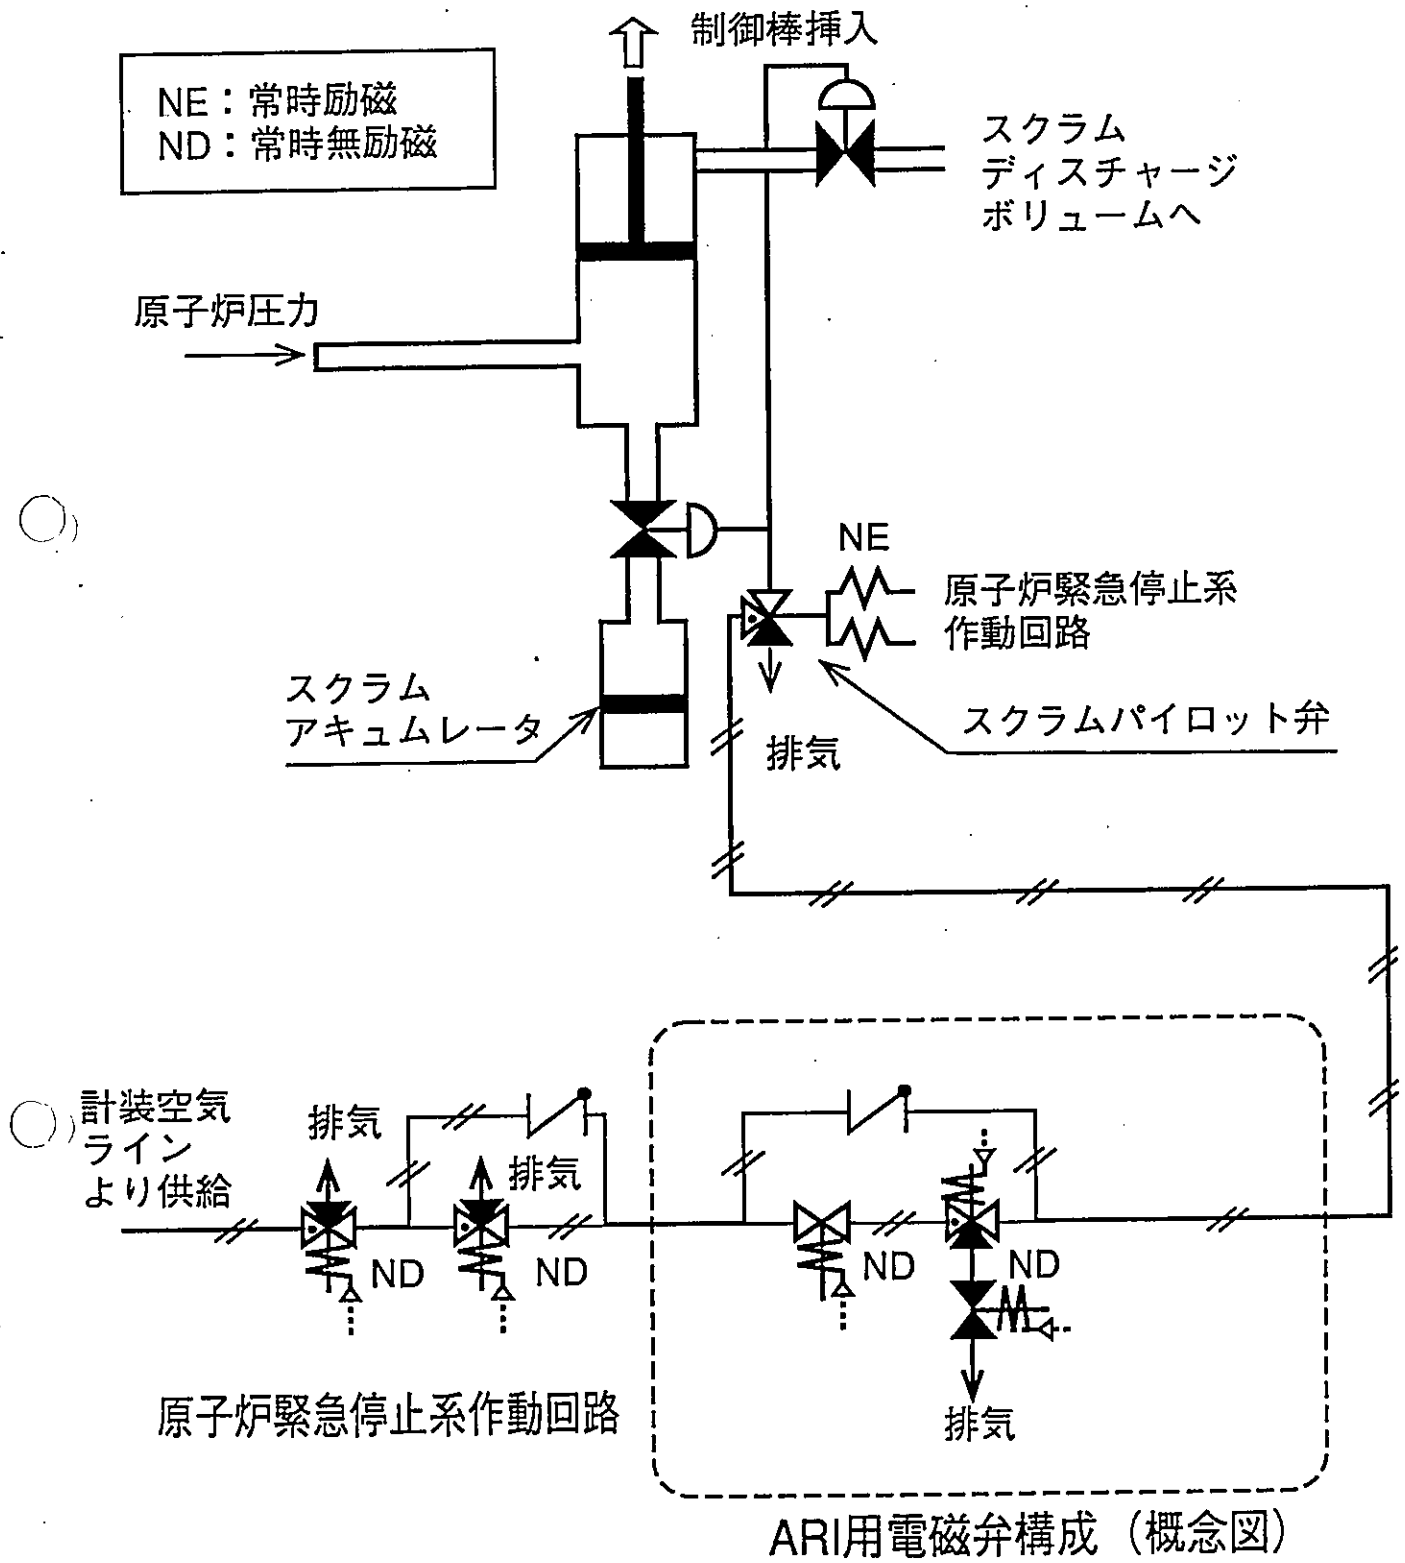 制御棒挿入
NE：常時励磁
ND：常時無励磁
スクラム
ディスチャージ
ボリュームへ
原子炉圧力
NE
原子炉緊急停止系
作動回路
スクラム
アキュムレータ
スクラムパイロット弁
排気
計装空気
ライン
より供給
排気
排気
ND
ND
ND
ND
排気
原子炉緊急停止系作動回路
ARI用電磁弁構成（概念図）